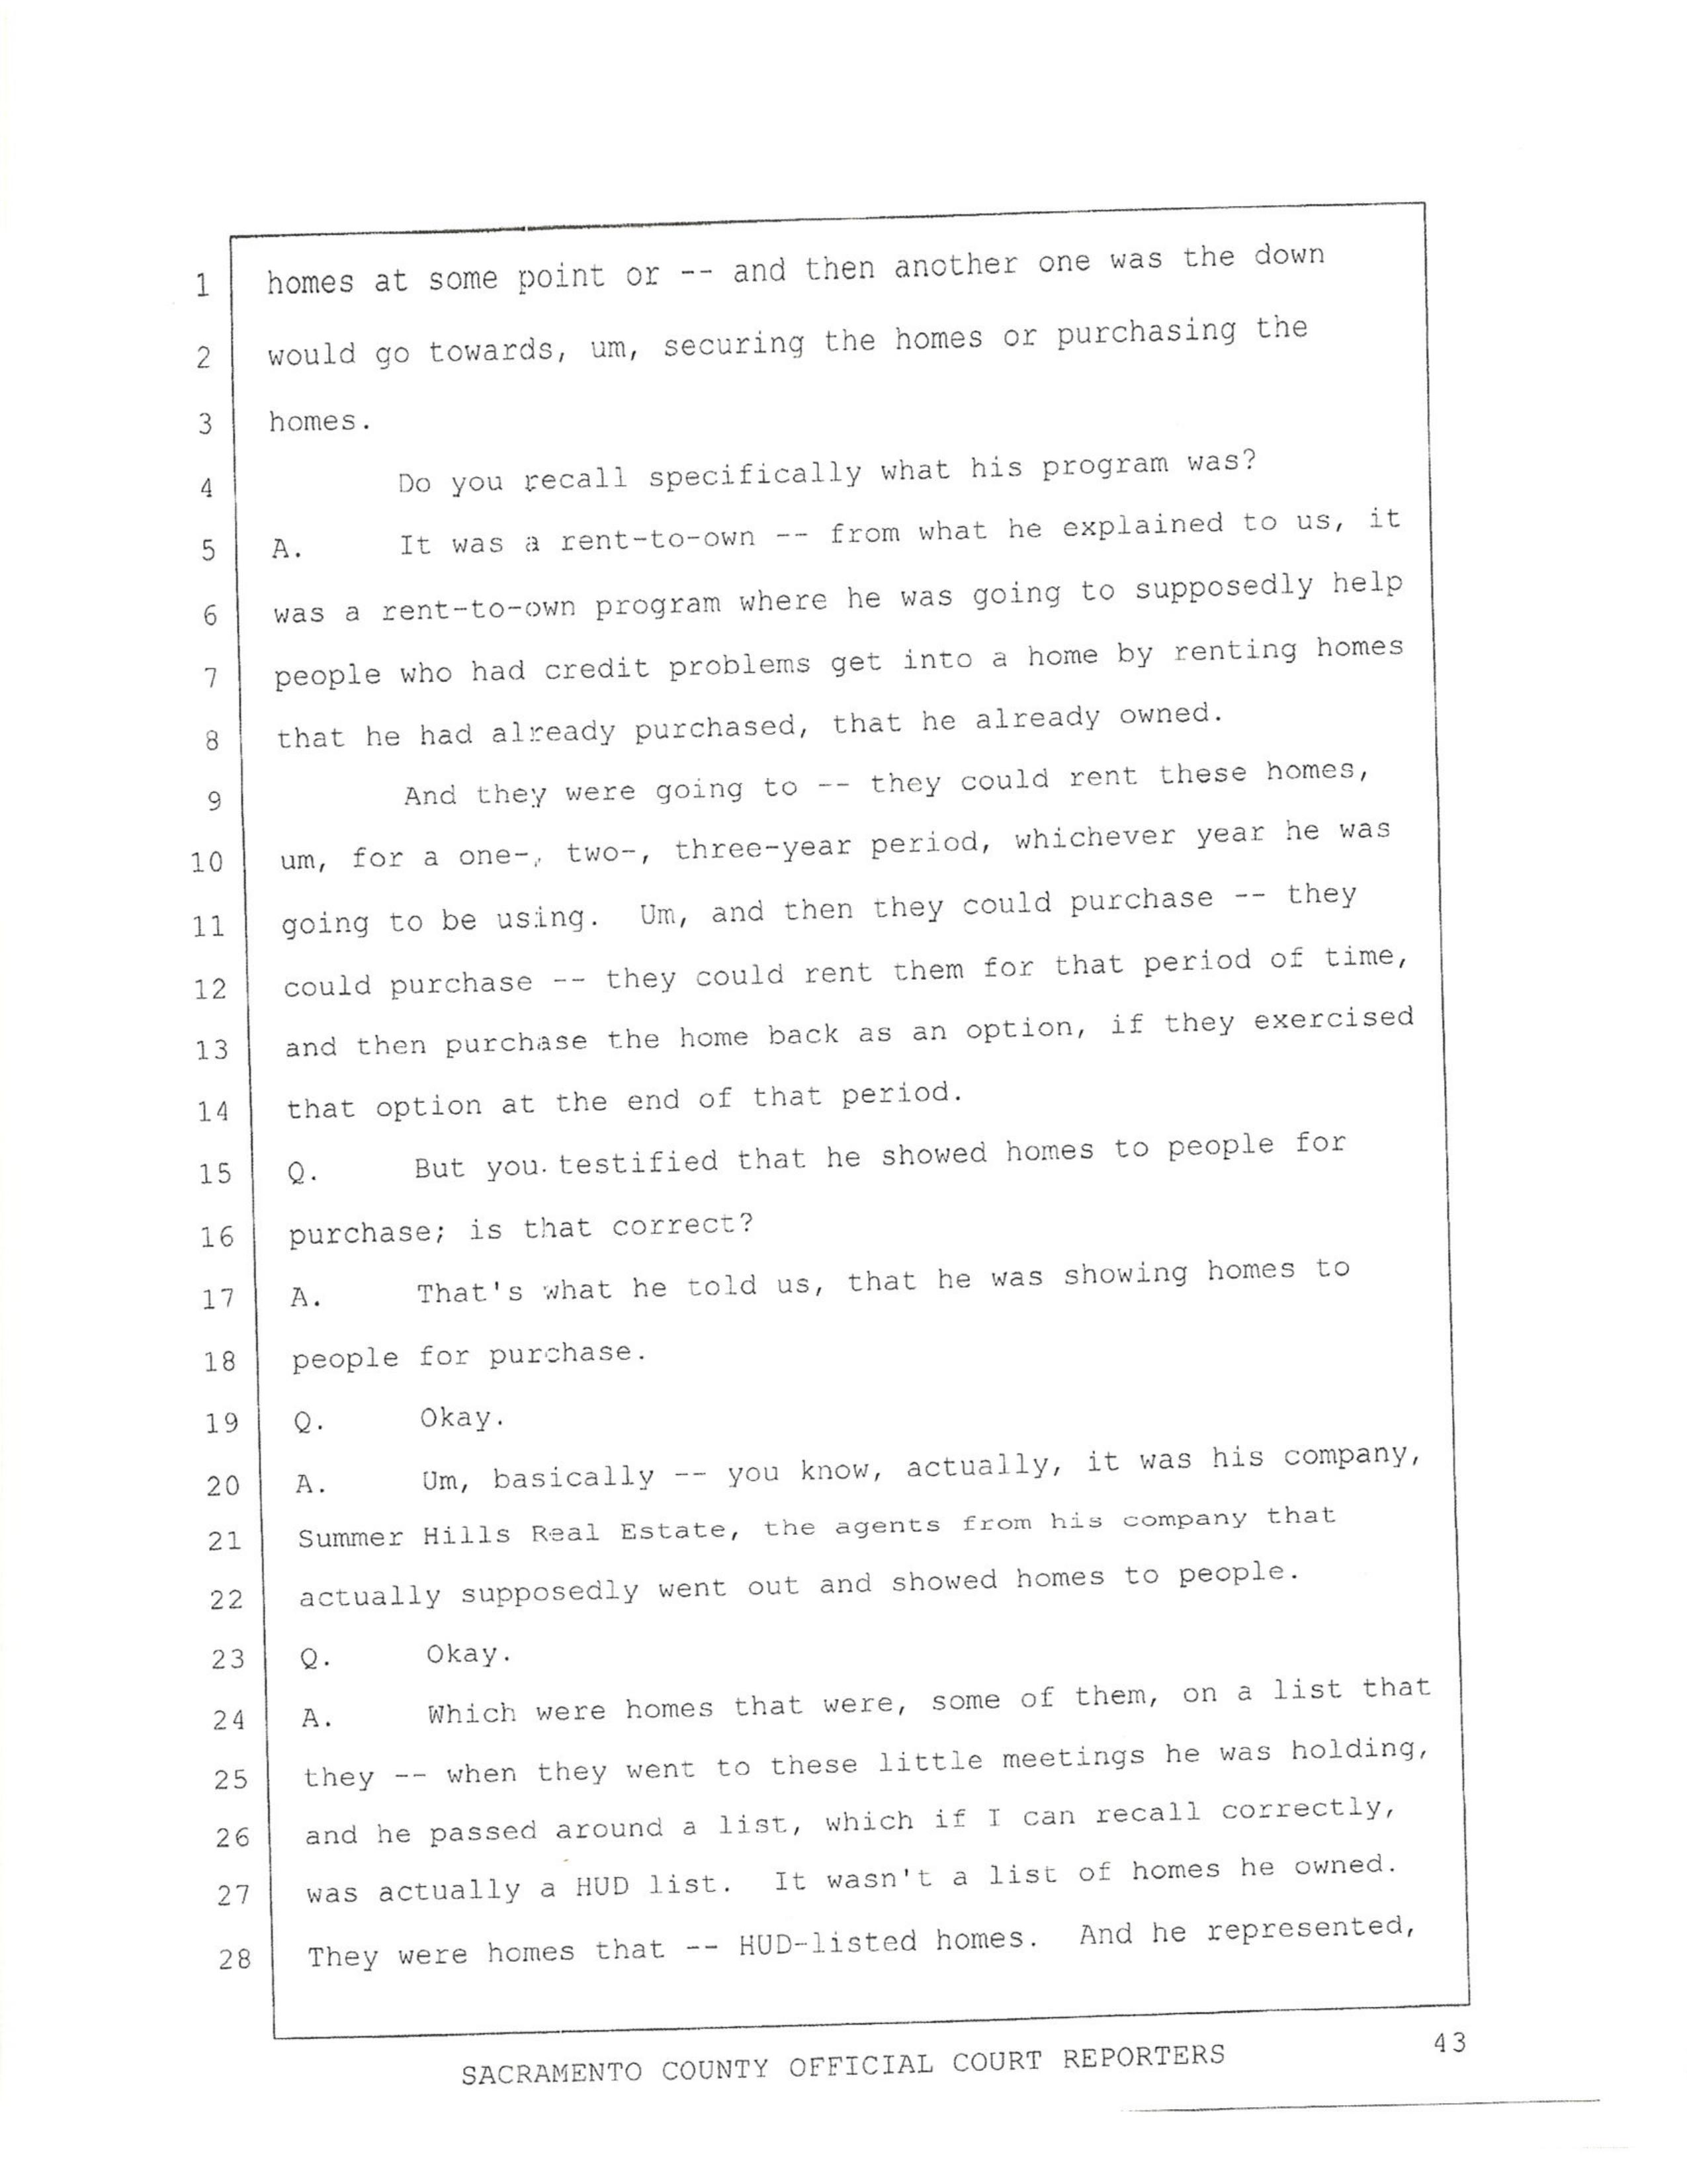 1 homes at some point or -- and then another one was the down
2 would go towards, um, securing the homes or purchasing the
3 homes.
4 Do you recall specifically what his program was?
5 A. It was a rent-to-own -- from what he explained to us, it
6 was a rent-to-own program where he was going to supposedly help
7 people who had credit problems get into a home by renting homes
8 that he had already purchased, that he already owned.
9 And they were going to -- they could rent these homes,
10 um, for a one-, two-, three-year period, whichever year he was
11 going to be using. Um, and then they could purchase -- they
12 could purchase -- they could rent them for that period of time,
13 and then purchase the home back as an option, if they exercised
14 that option at the end of that period.
15 Q. But you testified that he showed homes to people for
16 purchase; is that correct?
17 A. That's what he told us, that he was showing homes to
18 people for purchase.
19 Q. Okay.
20 A. Um, basically -- you know, actually, it was his company,
21 Summer Hills Real Estate, the agents from his company that
22 actually supposedly went out and showed homes to people.
23 Q. Okay.
24 A. Which were homes that were, some of them, on a list that
25 they -- when they went to these little meetings he was holding,
26 and he passed around a list, which if I can recall correctly,
27 was actually a HUD list. It wasn't a list of homes he owned.
28 They were homes that -- HUD-listed homes. And he represented,
SACRAMENTO COUNTY OFFICIAL COURT REPORTERS 43